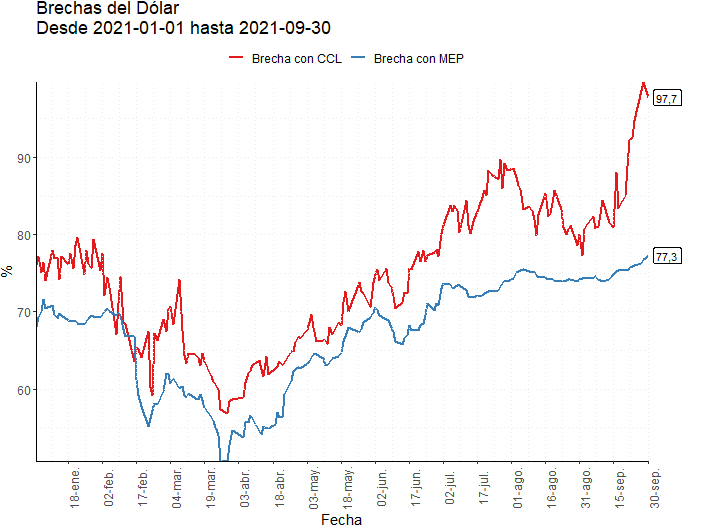 Brechas del Dólar
Desde 2021-01-01 hasta 2021-09-30
Brecha con CCL
Brecha con MEP
97,7
90
80
77,3
%
70
60
18-ene.
02-feb.
17-feb.
04-mar.
19-mar.
03-abr.
18-abr.
03-may.
18-may.
02-jun.
17-jun.
02-jul.
17-jul.
01-ago.
16-ago.
31-ago.
15-sep.
30-sep.
Fecha